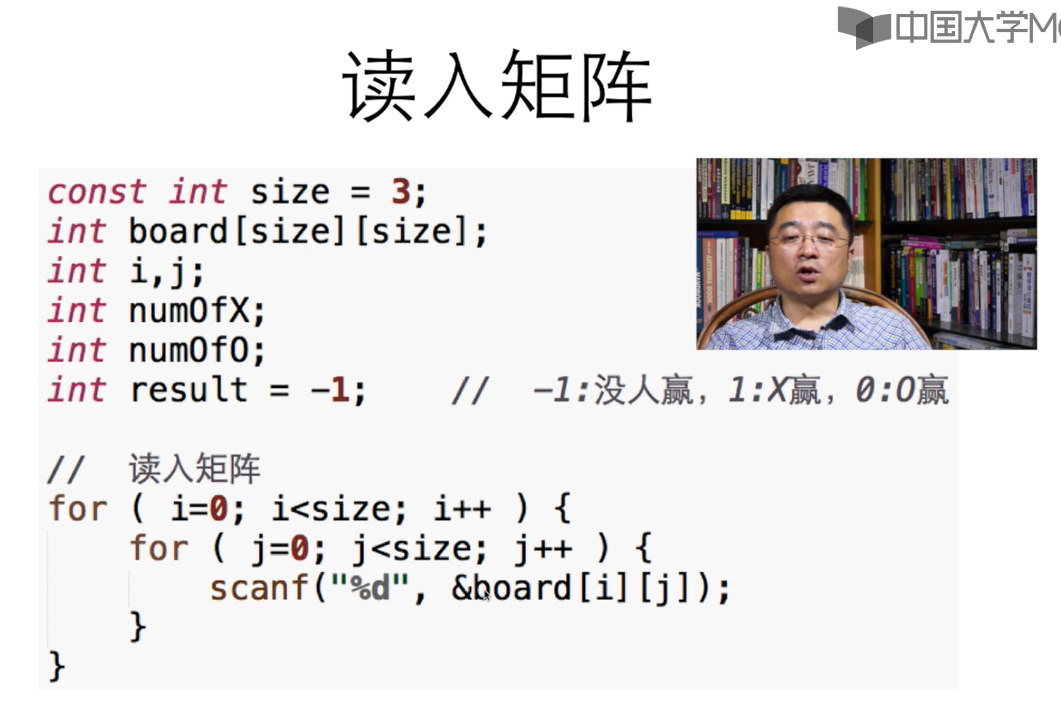 中国大学M
读入矩阵
const int size = 3;
int board[size][size];
int i,j;
int numOfX;
int numOfO;
int result = -1;    //  -1:没人赢，1:X赢，0:O赢
//  读入矩阵
for ( i=0; i<size; i++ ) {
    for ( j=0; j<size; j++ ) {
        scanf("%d", &board[i][j]);
    }
}